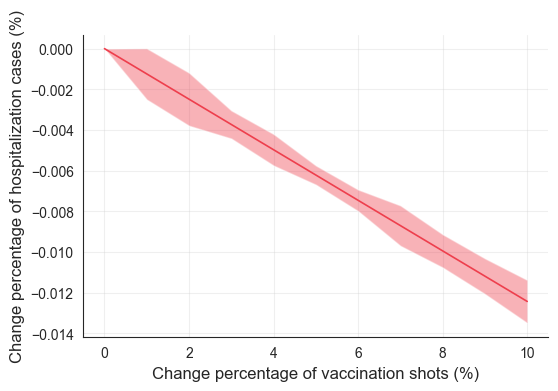 Change percentage of hospitalization cases (%)
0.000
−0.002
−0.004
−0.006
−0.008
−0.010
−0.012
−0.014
0 2 4 6 8 10
Change percentage of vaccination shots (%)